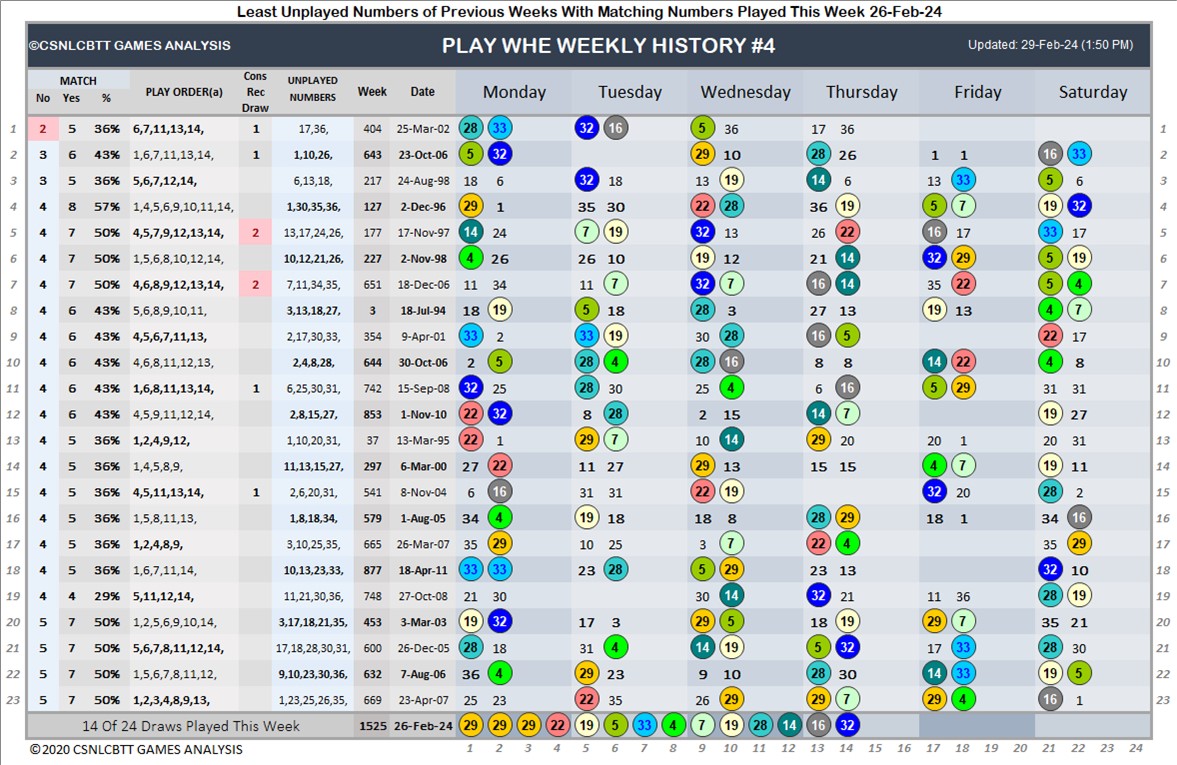 Least Unplayed Numbers of Previous Weeks With Matching Numbers Played This Week 26-Feb-24
©CSNLCBTT GAMES ANALYSIS PLAY WHE WEEKLY HISTORY #4 Updated: 29-Feb-24 (1:50 PM)
MATCH PLAY ORDER(a) Cons Rec Draw UNPLAYED NUMBERS Week Date Monday Tuesday Wednesday Thursday Friday Saturday
No Yes %
1 2 5 36% 6,7,11,13,14, 1 17,36, 404 25-Mar-02 28 33 32 16 5 36 17 36 1
2 3 6 43% 1,6,7,11,13,14, 1 1,10,26, 643 23-Oct-06 5 32 29 10 28 26 1 1 16 33 2
3 3 5 36% 5,6,7,12,14, 6,13,18, 217 24-Aug-98 18 6 32 18 13 19 14 6 13 33 5 6 3
4 4 8 57% 1,4,5,6,9,10,11,14, 1,30,35,36, 127 2-Dec-96 29 1 35 30 22 28 36 19 5 7 19 32 4
5 4 7 50% 4,5,7,9,12,13,14, 2 13,17,24,26, 177 17-Nov-97 14 24 7 19 32 13 26 22 16 17 33 17 5
6 4 7 50% 1,5,6,8,10,12,14, 10,12,21,26, 227 2-Nov-98 4 26 26 10 19 12 21 14 32 29 5 19 6
7 4 7 50% 4,6,8,9,12,13,14, 2 7,11,34,35, 651 18-Dec-06 11 34 11 7 32 7 16 14 35 22 5 4 7
8 4 6 43% 5,6,8,9,10,11, 3,13,18,27, 3 18-Jul-94 18 19 5 18 28 3 27 13 19 13 4 7 8
9 4 6 43% 4,5,6,7,11,13, 2,17,30,33, 354 9-Apr-01 33 2 33 19 30 28 16 5 22 17 9
10 4 6 43% 4,6,8,11,12,13, 2,4,8,28, 644 30-Oct-06 2 5 28 4 28 16 8 8 14 22 4 8 10
11 4 6 43% 1,6,8,11,13,14, 1 6,25,30,31, 742 15-Sep-08 32 25 28 30 25 4 6 16 5 29 31 31 11
12 4 6 43% 4,5,9,11,12,14, 2,8,15,27, 853 1-Nov-10 22 32 8 28 2 15 14 7 19 27 12
13 4 5 36% 1,2,4,9,12, 1,10,20,31, 37 13-Mar-95 22 1 29 7 10 14 29 20 20 1 20 31 13
14 4 5 36% 1,4,5,8,9, 11,13,15,27, 297 6-Mar-00 27 22 11 27 29 13 15 15 4 7 19 11 14
15 4 5 36% 4,5,11,13,14, 1 2,6,20,31, 541 8-Nov-04 6 16 31 31 22 19 32 20 28 2 15
16 4 5 36% 1,5,8,11,13, 1,8,18,34, 579 1-Aug-05 34 4 19 18 18 8 28 29 18 1 34 16 16
17 4 5 36% 1,2,4,8,9, 3,10,25,35, 665 26-Mar-07 35 29 10 25 3 7 22 4 35 29 17
18 4 5 36% 1,6,7,11,14, 10,13,23,33, 877 18-Apr-11 33 33 23 28 5 29 23 13 32 10 18
19 4 4 29% 5,11,12,14, 11,21,30,36, 748 27-Oct-08 21 30 30 14 32 21 11 36 28 19 19
20 5 7 50% 1,2,5,6,9,10,14, 3,17,18,21,35, 453 3-Mar-03 19 32 17 3 29 5 18 19 29 7 35 21 20
21 5 7 50% 5,6,7,8,11,12,14, 17,18,28,30,31, 600 26-Dec-05 28 18 31 4 14 19 5 32 17 33 28 30 21
22 5 7 50% 1,5,6,7,8,11,12, 9,10,23,30,36, 632 7-Aug-06 36 4 29 23 9 10 28 30 14 33 19 5 22
23 5 7 50% 1,2,3,4,8,9,13, 1,23,25,26,35, 669 23-Apr-07 25 23 22 35 26 29 29 7 29 4 16 1 23
14 Of 24 Draws Played This Week 1525 26-Feb-24 29 29 29 22 19 5 33 4 7 19 28 14 16 32
© 2020 CSNLCBTT GAMES ANALYSIS 1 2 3 4 5 6 7 8 9 10 11 12 13 14 15 16 17 18 19 20 21 22 23 24